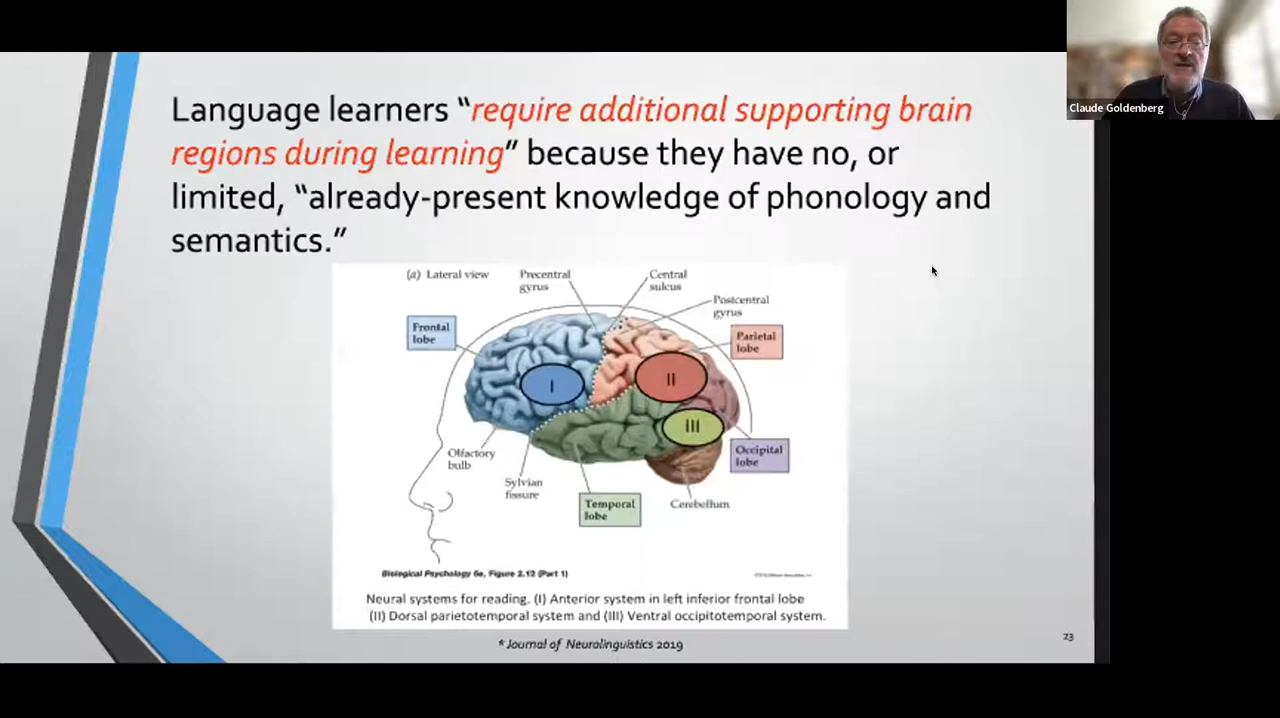 Claude Goldenberg
Language learners “require additional supporting brain
regions during learning” because they have no, or
limited, “already-present knowledge of phonology and
semantics.”
(a) Lateral view
Precentral
gyrus
Central
sulcus
Postcentral
gyrus
Frontal
lobe
Parietal
lobe
I
II
III
Olfactory
bulb
Sylvian
fissure
Temporal
lobe
Cerebellum
Occipital
lobe
Biological Psychology 6e, Figure 2.12 (Part 1)
Neural systems for reading. (I) Anterior system in left inferior frontal lobe
(II) Dorsal parietotemporal system and (III) Ventral occipitotemporal system.
* Journal of Neurolinguistics 2019
23